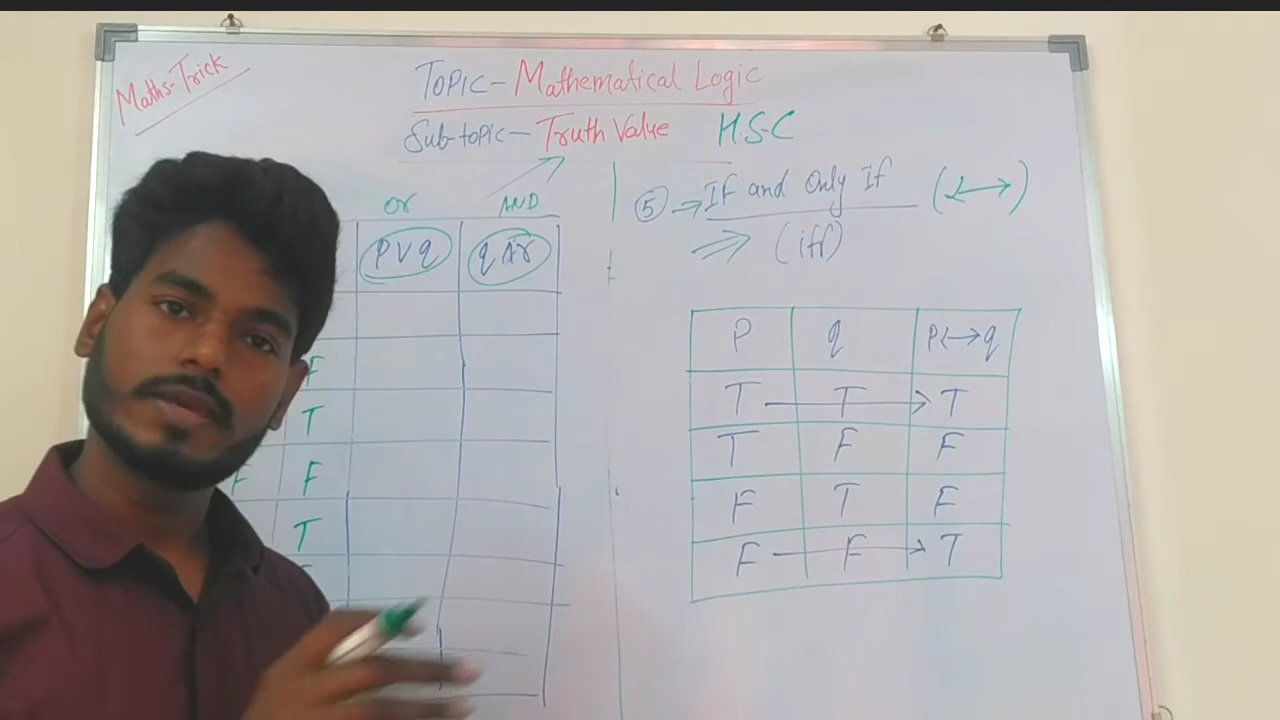 Maths-Trick
Topic- Mathematical Logic
Sub-topic- Truth Value H.S.C
or AND
p∨q q∧r
F
T
F F
T
⑤→ If and Only If (↔)
⇒ (iff)
P q P↔q
T T T
T F F
F T F
F F T